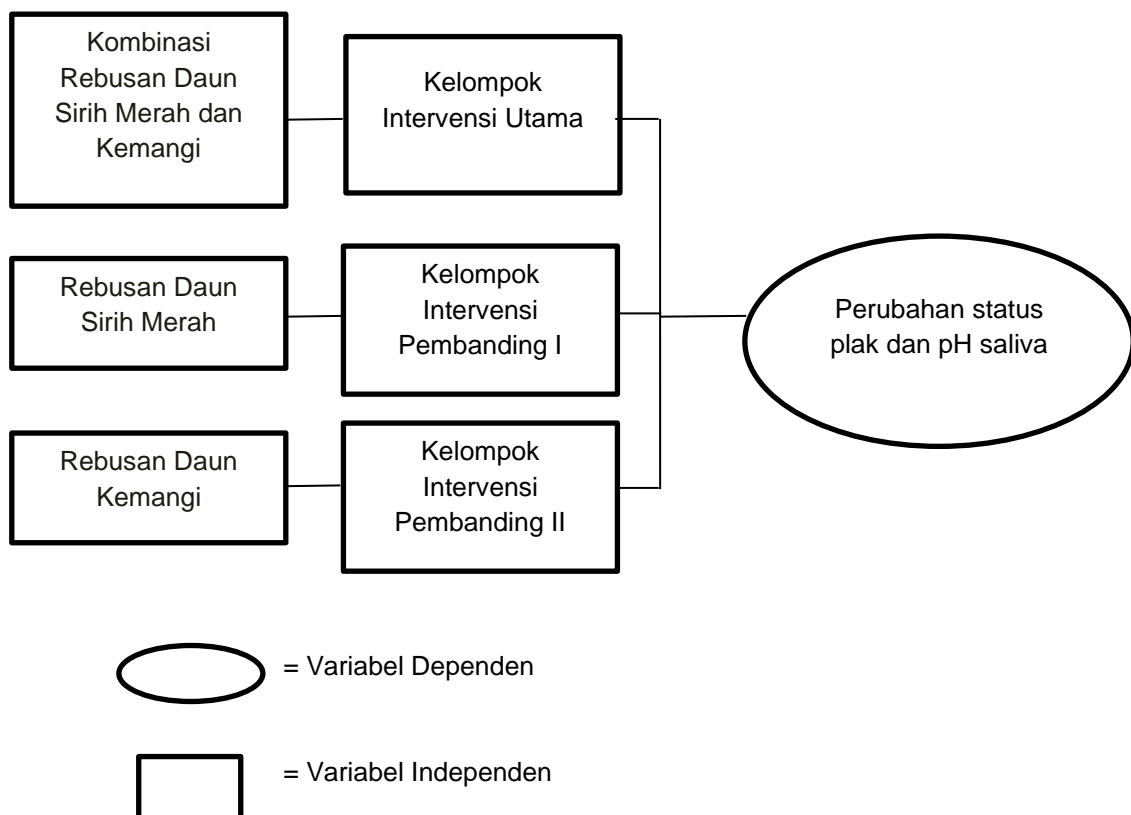 Kombinasi
Rebusan Daun
Sirih Merah dan
Kemangi
Kelompok
Intervensi Utama
Rebusan Daun
Sirih Merah
Kelompok
Intervensi
Pembanding I
Perubahan status
plak dan pH saliva
Rebusan Daun
Kemangi
Kelompok
Intervensi
Pembanding II
= Variabel Dependen
= Variabel Independen